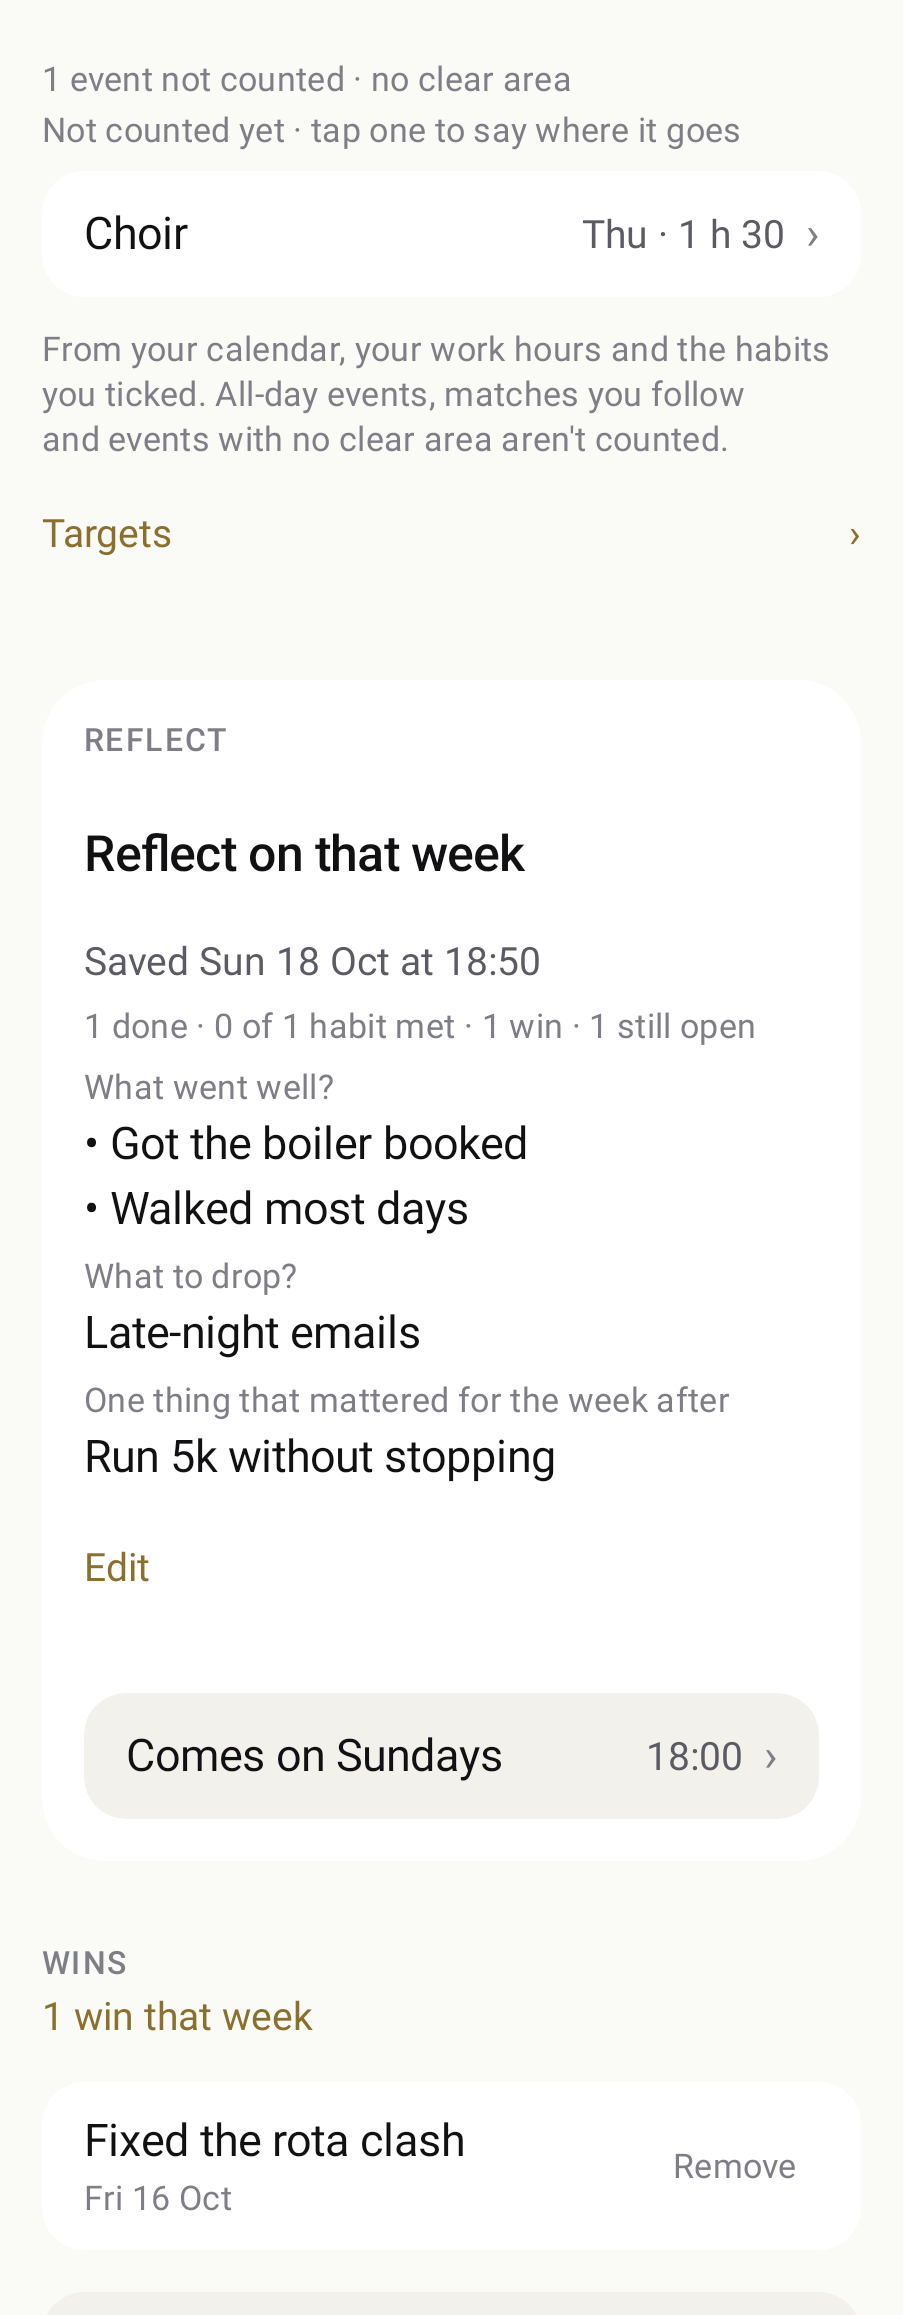 1 event not counted · no clear area
Not counted yet · tap one to say where it goes
Choir
Thu · 1 h 30 ›
From your calendar, your work hours and the habits
you ticked. All-day events, matches you follow
and events with no clear area aren't counted.
Targets ›
REFLECT
Reflect on that week
Saved Sun 18 Oct at 18:50
1 done · 0 of 1 habit met · 1 win · 1 still open
What went well?
• Got the boiler booked
• Walked most days
What to drop?
Late-night emails
One thing that mattered for the week after
Run 5k without stopping
Edit
Comes on Sundays
18:00 ›
WINS
1 win that week
Fixed the rota clash
Fri 16 Oct
Remove